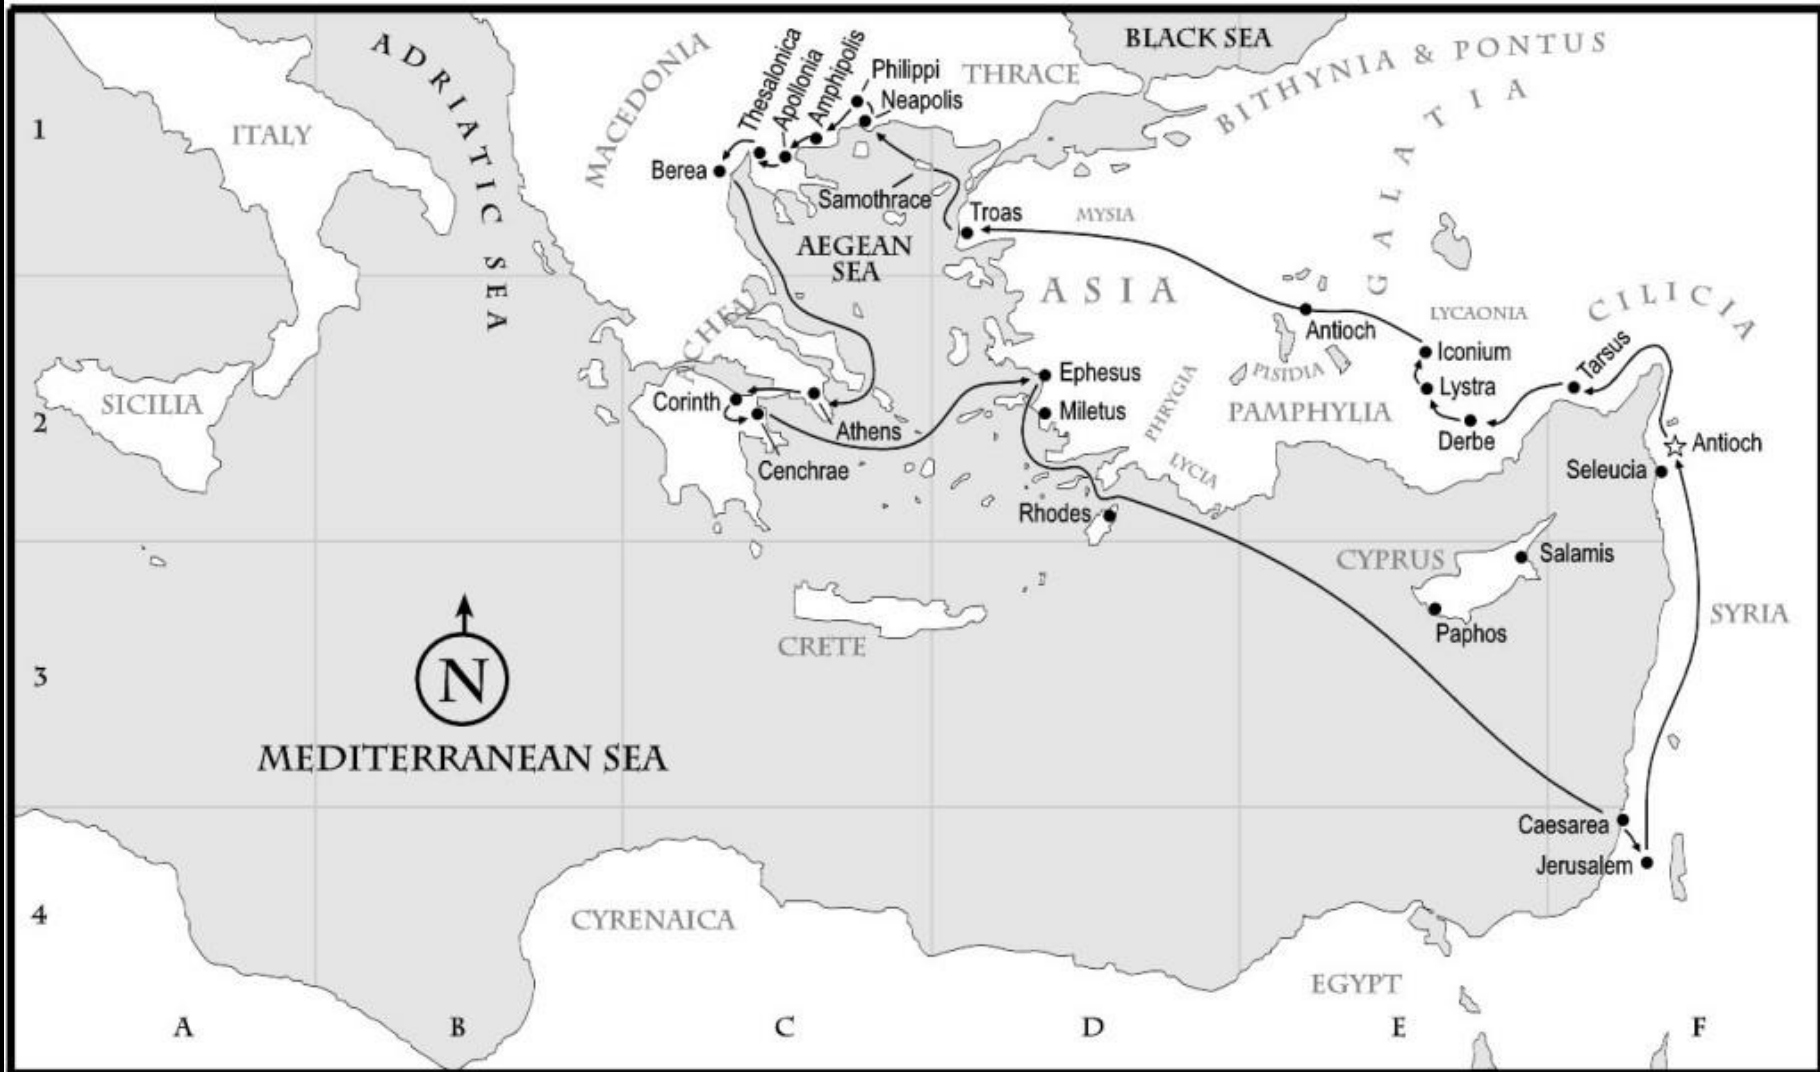 ADRIATIC SEA
MACEDONIA
Thesalonica
Apollonia
Amphipolis
Philippi
Neapolis
THRACE
BLACK SEA
BITHYNIA & PONTUS
GALATIA
1
ITALY
Berea
Samothrace
Troas
MYSIA
AEGEAN
SEA
ASIA
ACHEA
Antioch
LYCAONIA
CILICIA
Iconium
Tarsus
SICILIA
2
Corinth
Athens
Cenchrae
Ephesus
Miletus
PHRYGIA
PISIDIA
PAMPHYLIA
Lystra
Derbe
LYCIA
Antioch
Seleucia
Rhodes
CYPRUS
Salamis
Paphos
SYRIA
CRETE
3
N
MEDITERRANEAN SEA
Caesarea
Jerusalem
4
CYRENAICA
EGYPT
A
B
C
D
E
F